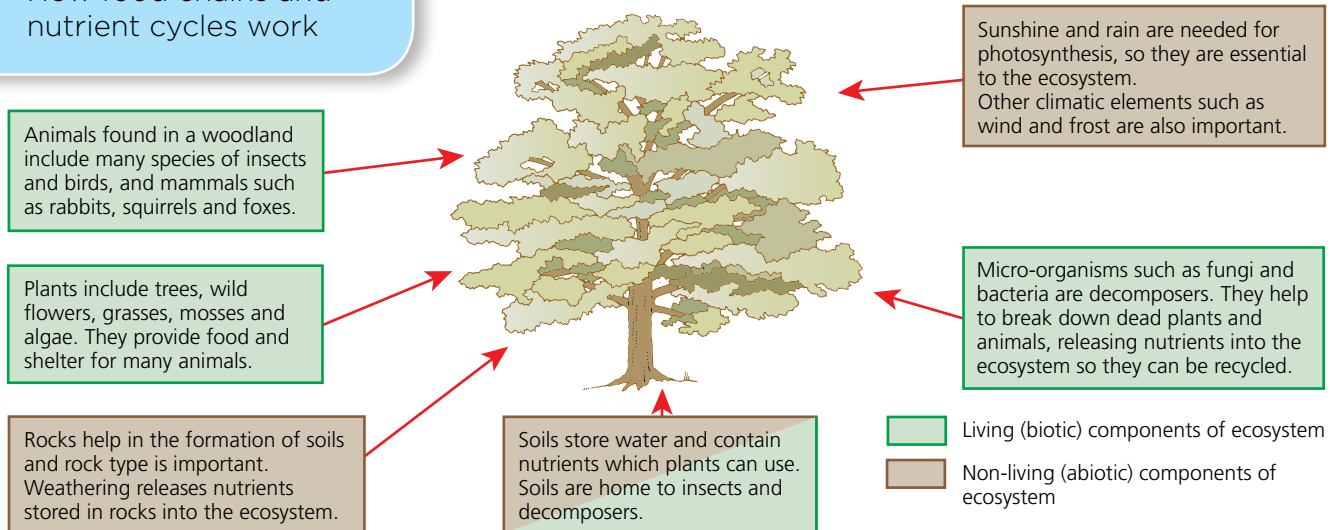 nutrient cycles work
Sunshine and rain are needed for
photosynthesis, so they are essential
to the ecosystem.
Other climatic elements such as
wind and frost are also important.
Animals found in a woodland
include many species of insects
and birds, and mammals such
as rabbits, squirrels and foxes.
Plants include trees, wild
flowers, grasses, mosses and
algae. They provide food and
shelter for many animals.
Micro-organisms such as fungi and
bacteria are decomposers. They help
to break down dead plants and
animals, releasing nutrients into the
ecosystem so they can be recycled.
Rocks help in the formation of soils
and rock type is important.
Weathering releases nutrients
stored in rocks into the ecosystem.
Soils store water and contain
nutrients which plants can use.
Soils are home to insects and
decomposers.
Living (biotic) components of ecosystem
Non-living (abiotic) components of
ecosystem